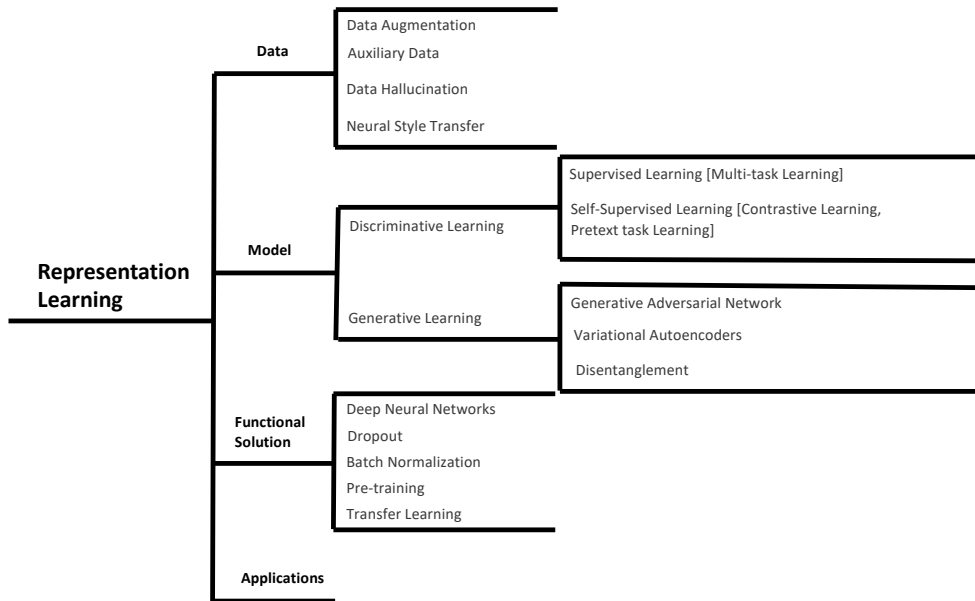 Representation
Learning
Data
Data Augmentation
Auxiliary Data
Data Hallucination
Neural Style Transfer
Model
Discriminative Learning
Supervised Learning [Multi-task Learning]
Self-Supervised Learning [Contrastive Learning,
Pretext task Learning]
Generative Learning
Generative Adversarial Network
Variational Autoencoders
Disentanglement
Functional
Solution
Deep Neural Networks
Dropout
Batch Normalization
Pre-training
Transfer Learning
Applications